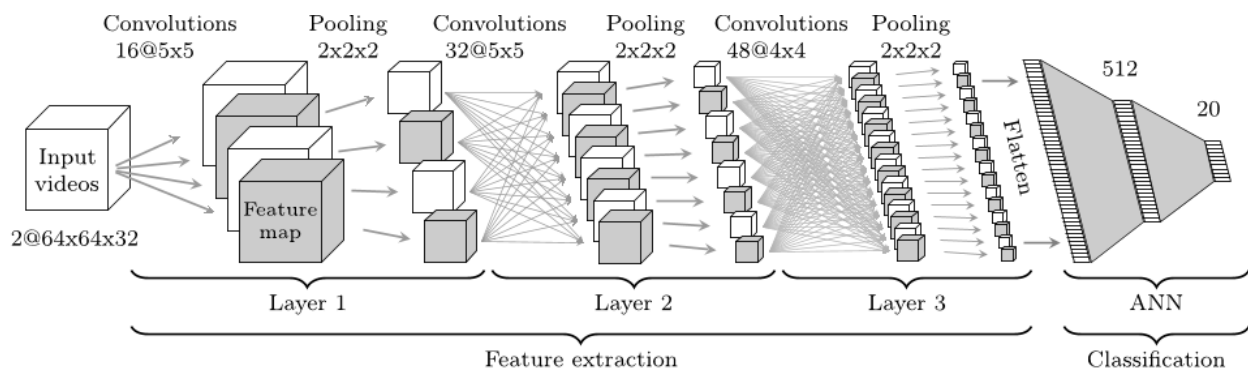 Convolutions
16@5x5
Pooling
2x2x2
Convolutions
32@5x5
Pooling
2x2x2
Convolutions
48@4x4
Pooling
2x2x2
512
20
Input
videos
2@64x64x32
Feature
map
Flatten
Layer 1
Layer 2
Layer 3
ANN
Feature extraction
Classification